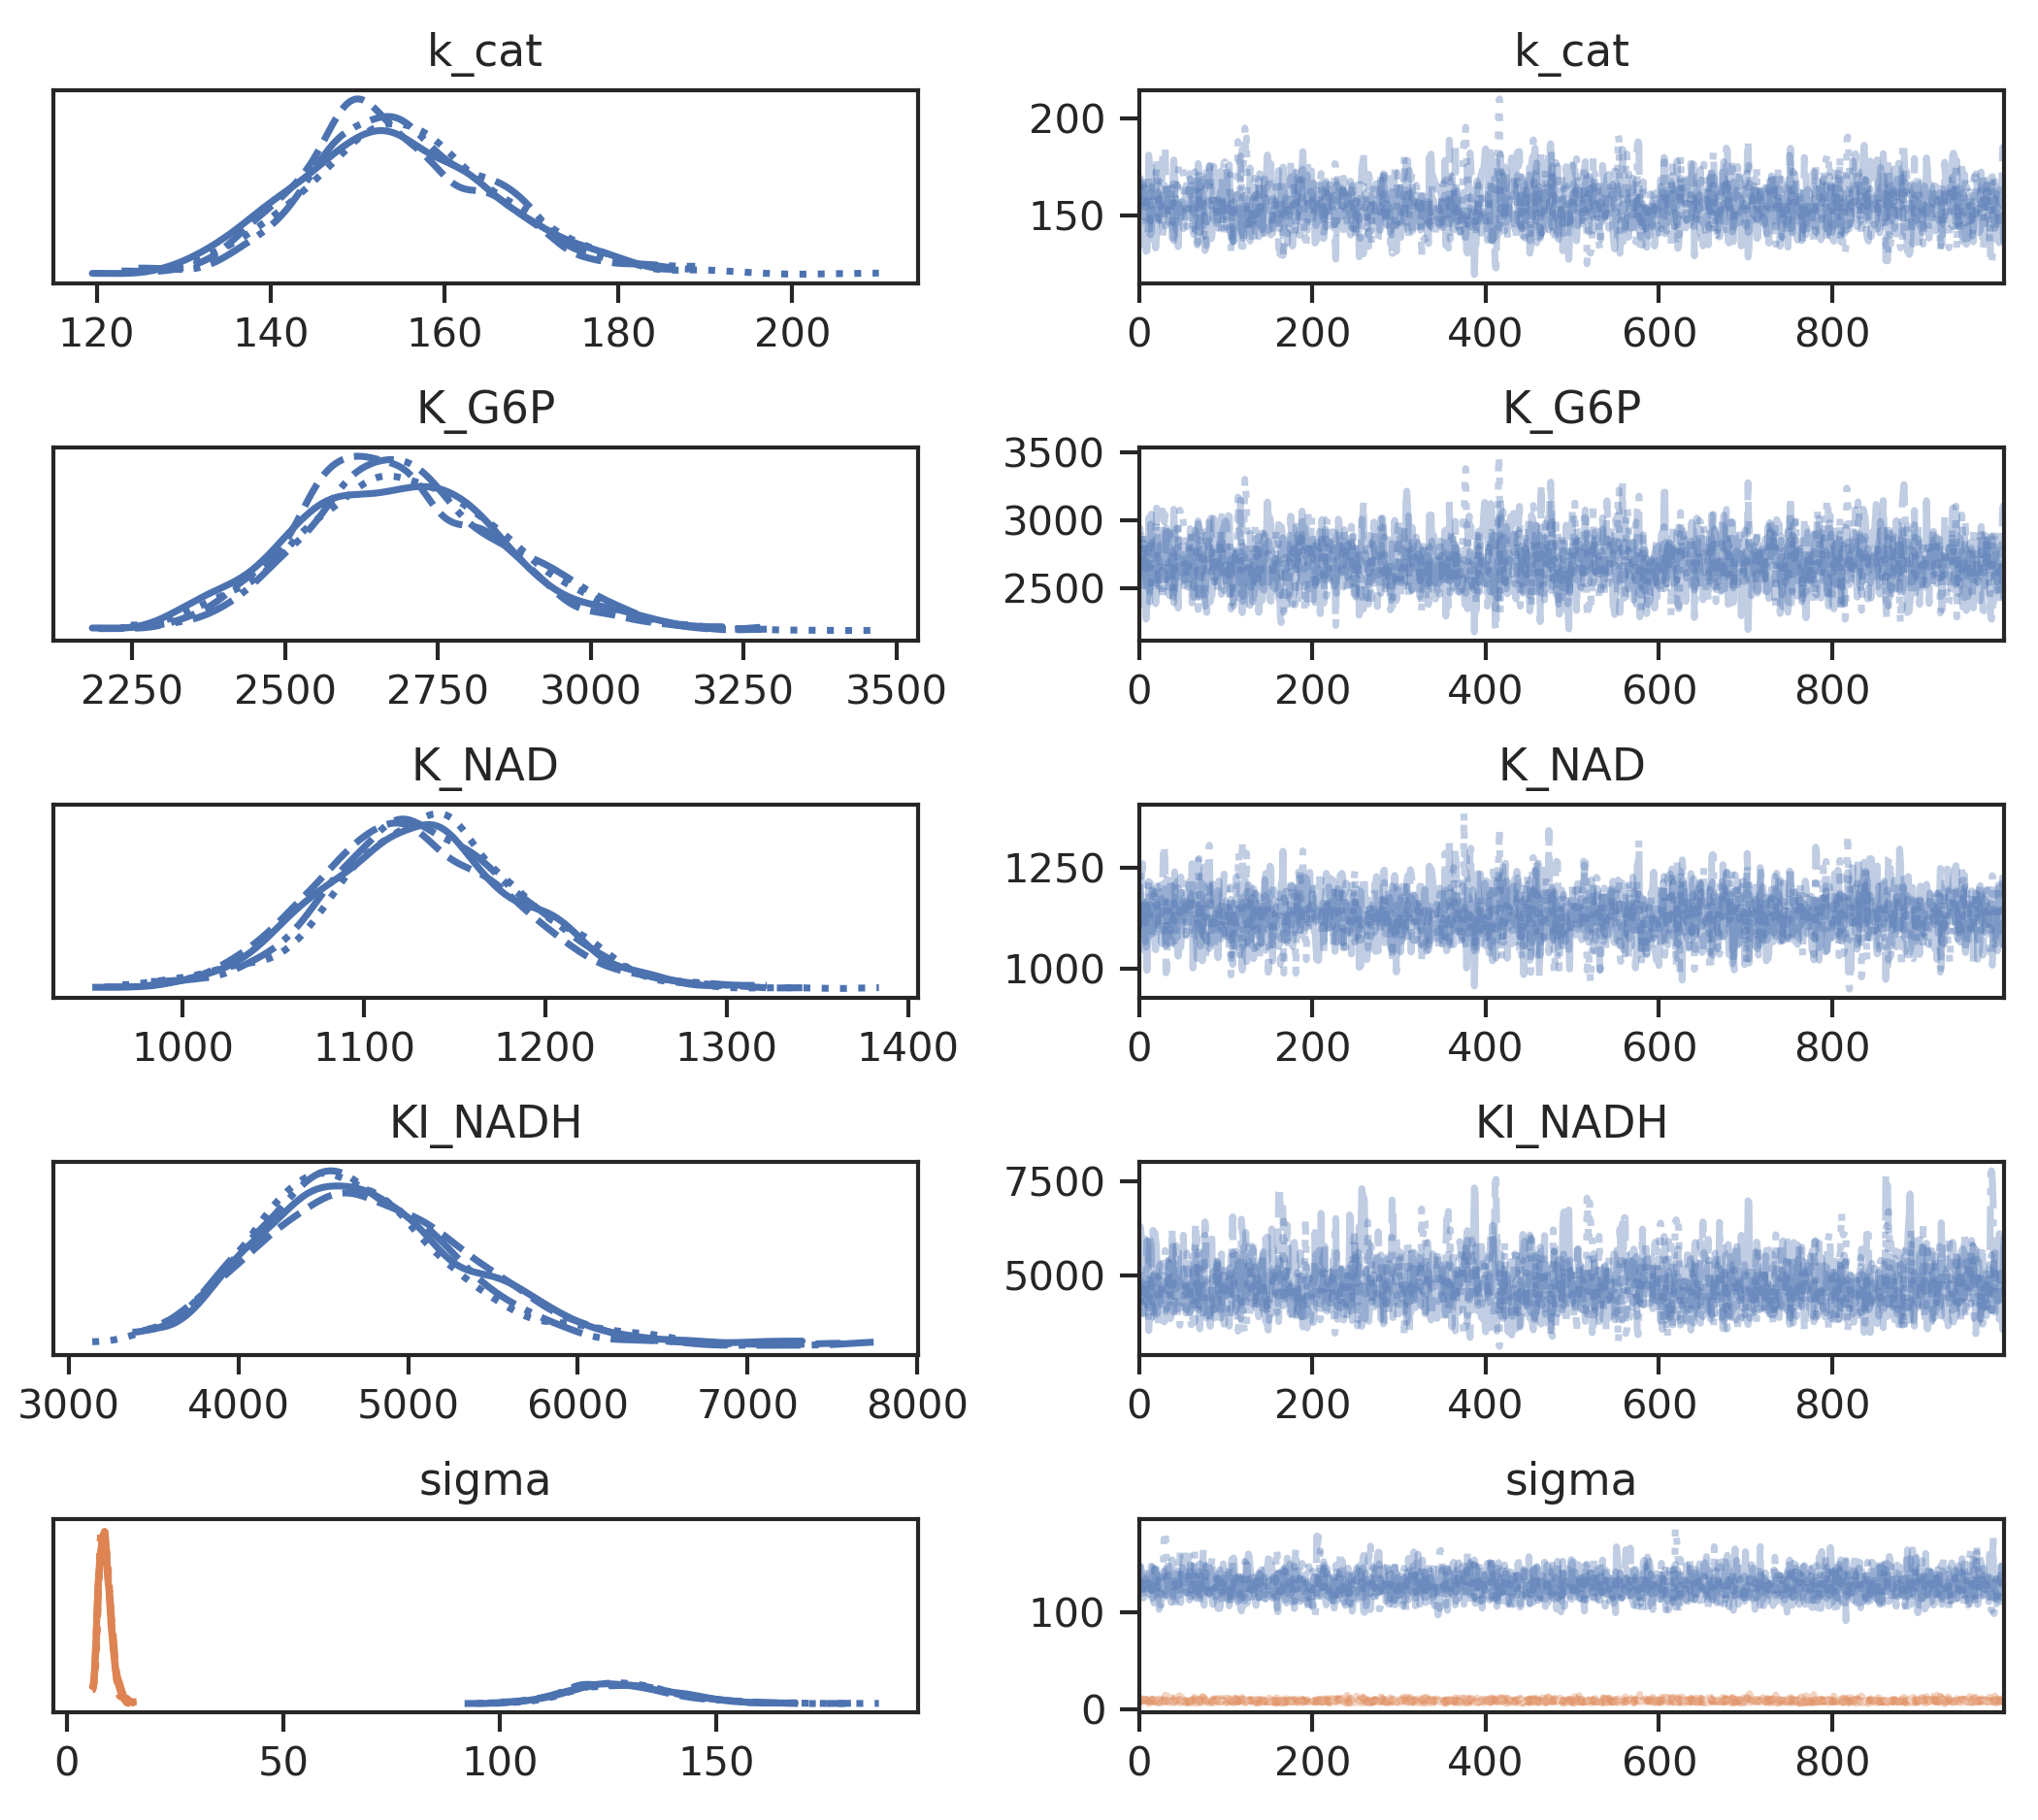 k_cat
k_cat
200
150
120 140 160 180 200
0 200 400 600 800
K_G6P
K_G6P
3500
3000
2500
2250 2500 2750 3000 3250 3500
0 200 400 600 800
K_NAD
K_NAD
1250
1000
1000 1100 1200 1300 1400
0 200 400 600 800
KI_NADH
KI_NADH
7500
5000
3000 4000 5000 6000 7000 8000
0 200 400 600 800
sigma
sigma
100
0
0 50 100 150
0 200 400 600 800